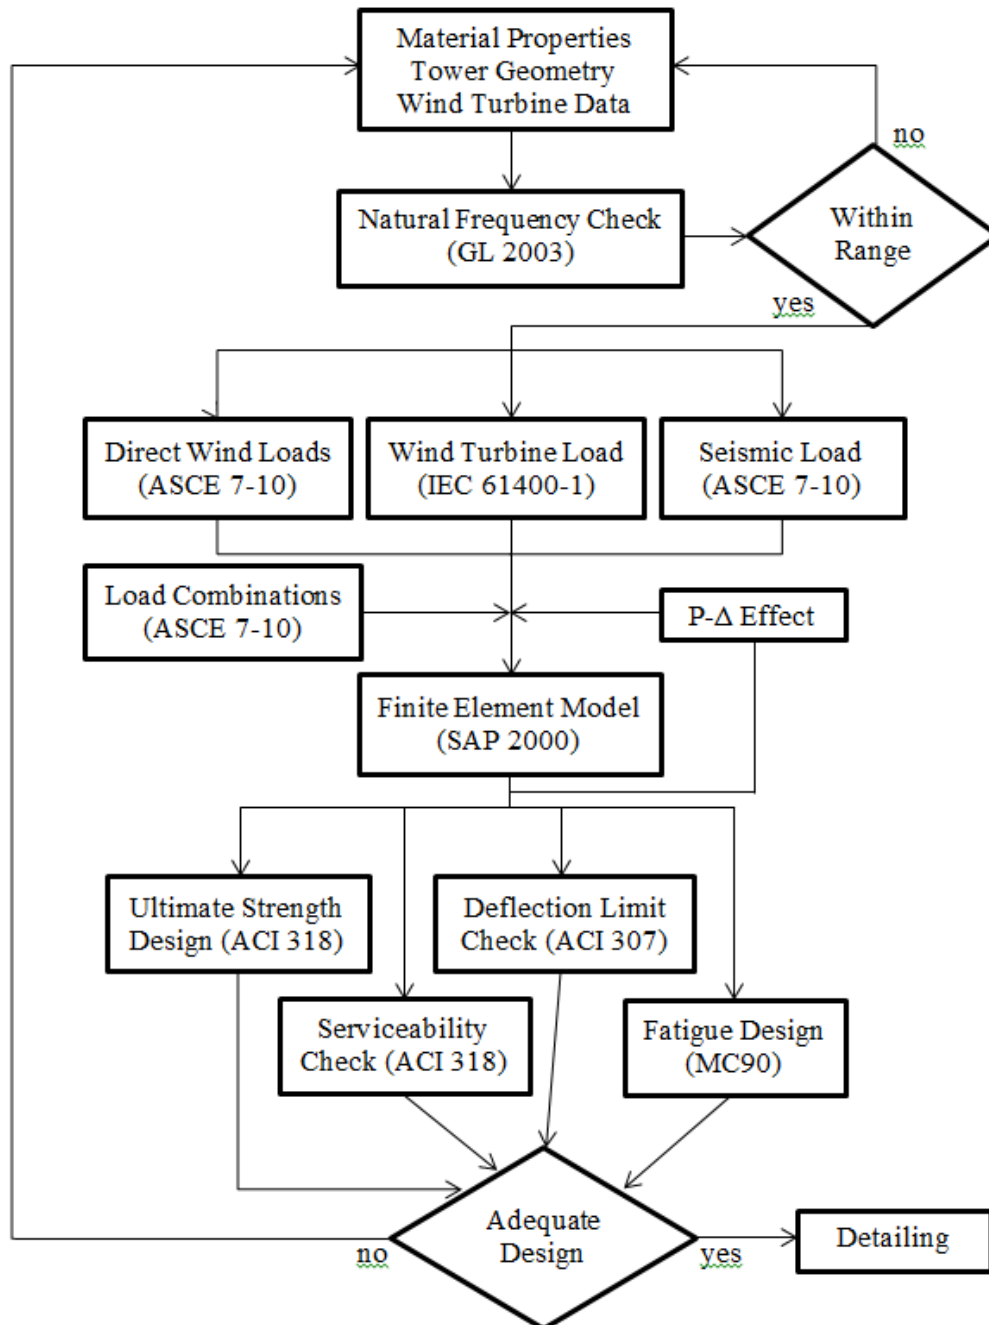 Material Properties
Tower Geometry
Wind Turbine Data
no
Natural Frequency Check
(GL 2003)
Within
Range
yes
Direct Wind Loads
(ASCE 7-10)
Wind Turbine Load
(IEC 61400-1)
Seismic Load
(ASCE 7-10)
Load Combinations
(ASCE 7-10)
P-Δ Effect
Finite Element Model
(SAP 2000)
Ultimate Strength
Design (ACI 318)
Deflection Limit
Check (ACI 307)
Serviceability
Check (ACI 318)
Fatigue Design
(MC90)
Adequate
Design
no
yes
Detailing